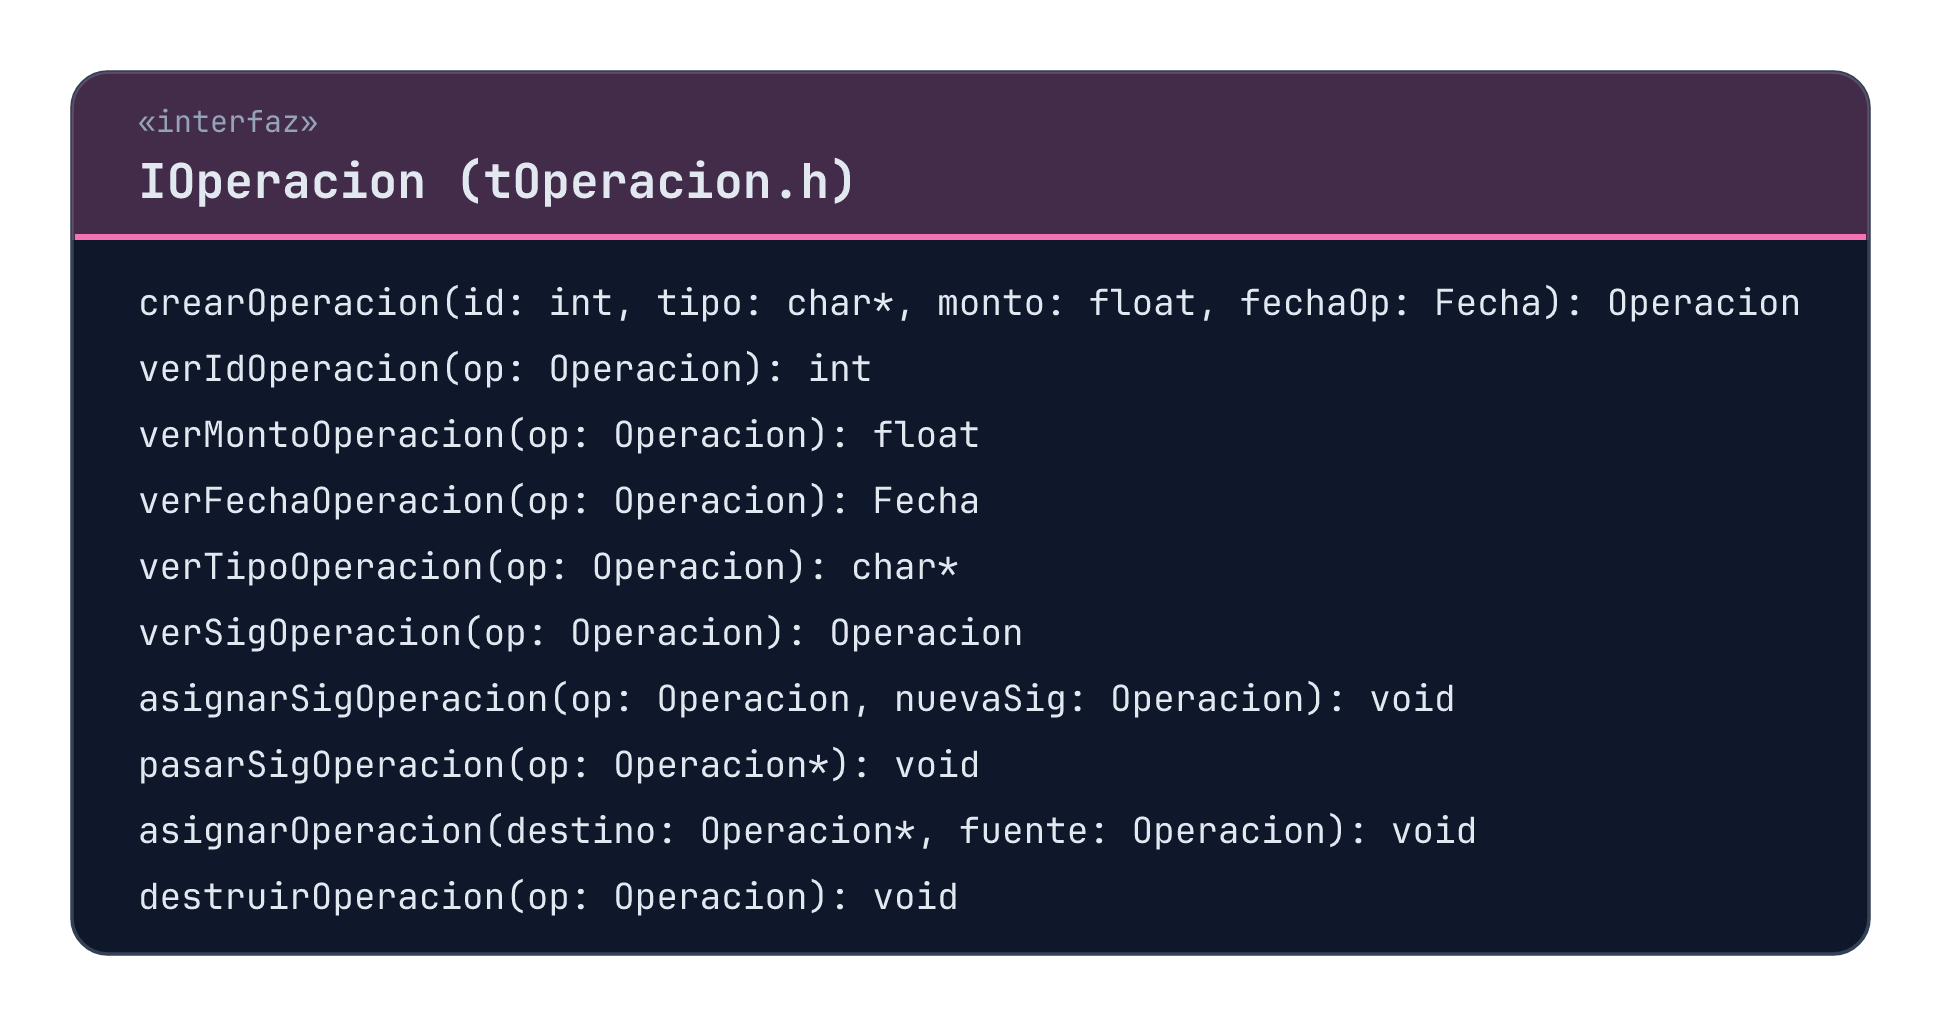 «interfaz»
IOperacion (tOperacion.h)
crearOperacion(id: int, tipo: char*, monto: float, fechaOp: Fecha): Operacion
verIdOperacion(op: Operacion): int
verMontoOperacion(op: Operacion): float
verFechaOperacion(op: Operacion): Fecha
verTipoOperacion(op: Operacion): char*
verSigOperacion(op: Operacion): Operacion
asignarSigOperacion(op: Operacion, nuevaSig: Operacion): void
pasarSigOperacion(op: Operacion*): void
asignarOperacion(destino: Operacion*, fuente: Operacion): void
destruirOperacion(op: Operacion): void